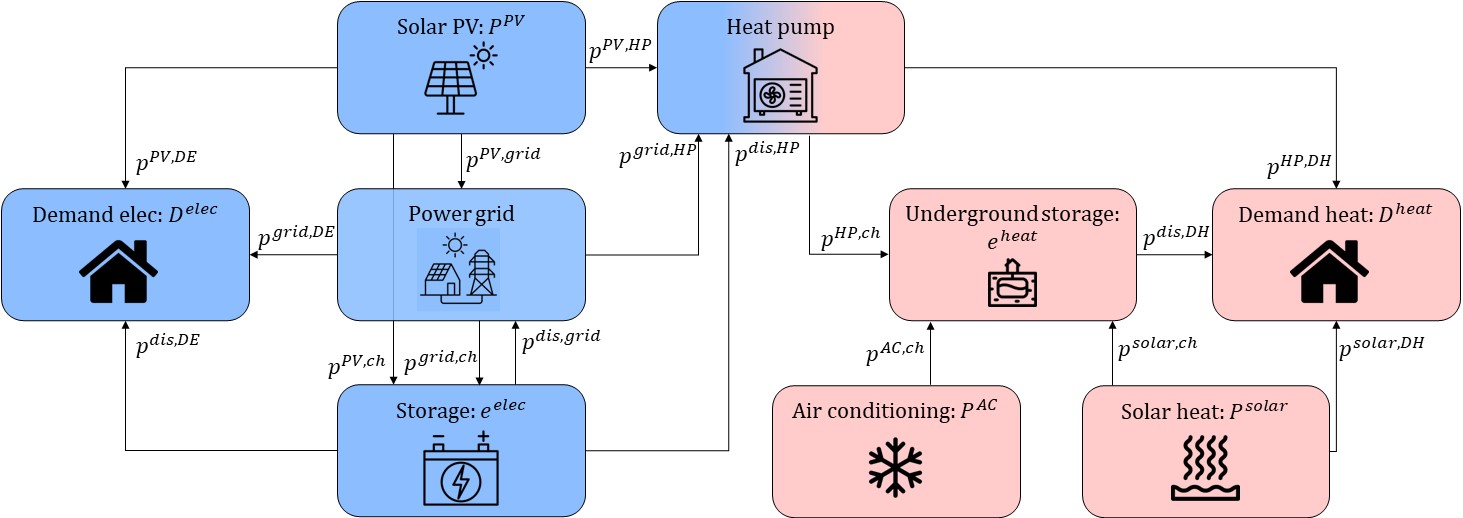 Solar PV: P^{PV}
Heat pump
p^{PV,HP}
p^{PV,DE}
p^{PV,grid}
p^{grid,HP}
p^{dis,HP}
p^{HP,DH}
Demand elec: D^{elec}
Power grid
Underground storage:
e^{heat}
Demand heat: D^{heat}
p^{grid,DE}
p^{HP,ch}
p^{dis,DH}
p^{dis,DE}
p^{PV,ch}
p^{grid,ch}
p^{dis,grid}
p^{AC,ch}
p^{solar,ch}
p^{solar,DH}
Storage: e^{elec}
Air conditioning: P^{AC}
Solar heat: P^{solar}